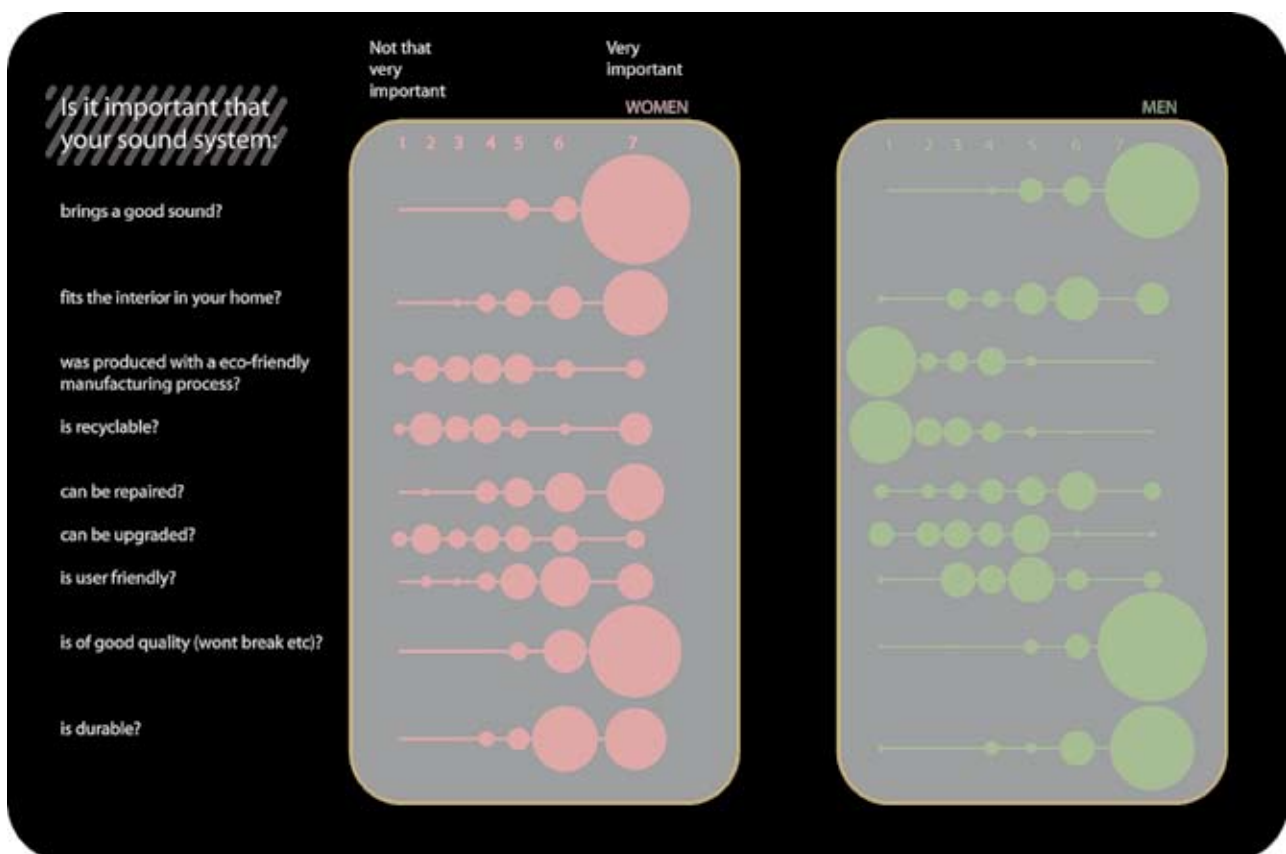 Not that
very
important
Very
important
Is it important that
your sound system:
WOMEN
MEN
1 2 3 4 5 6 7
1 2 3 4 5 6 7
brings a good sound?
fits the interior in your home?
was produced with a eco-friendly
manufacturing process?
is recyclable?
can be repaired?
can be upgraded?
is user friendly?
is of good quality (wont break etc)?
is durable?